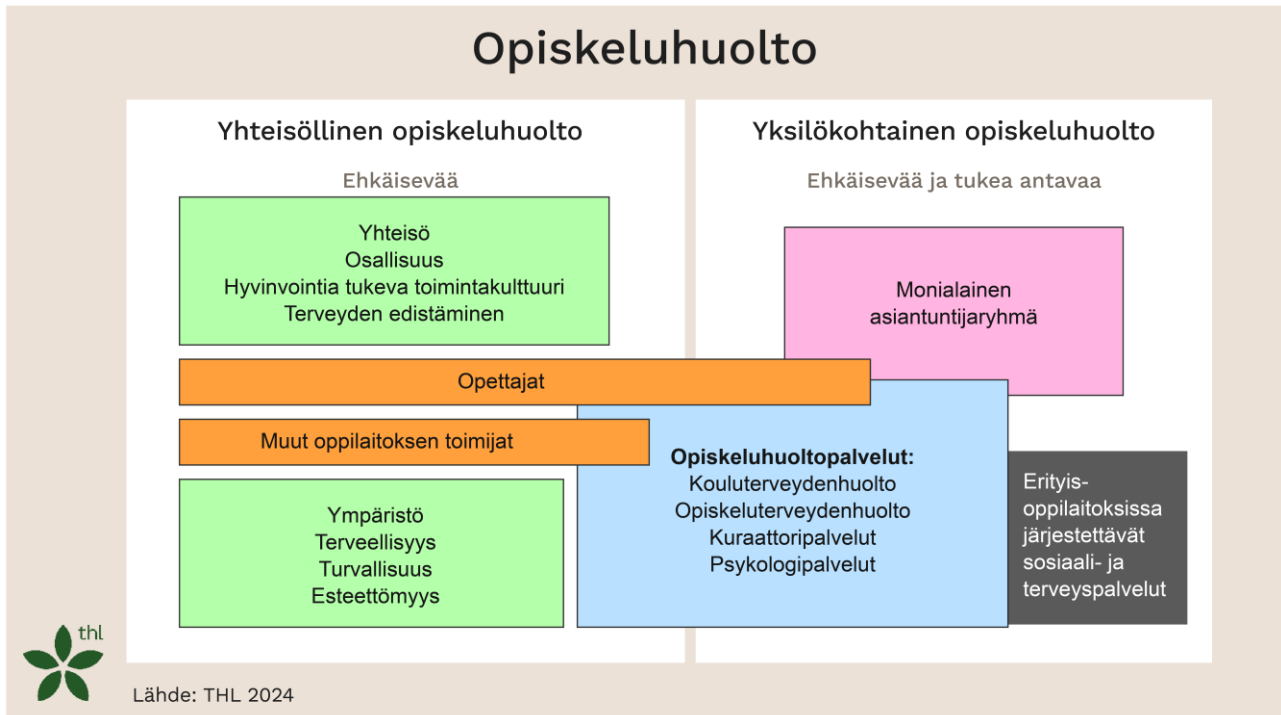 Opiskeluhuolto
Yhteisöllinen opiskeluhuolto
Ehkäisevää
Yhteisö
Osallisuus
Hyvinvointia tukeva toimintakulttuuri
Terveyden edistäminen
Opettajat
Muut oppilaitoksen toimijat
Ympäristö
Terveellisyys
Turvallisuus
Esteettömyys
Yksilökohtainen opiskeluhuolto
Ehkäisevää ja tukea antavaa
Monialainen
asiantuntijaryhmä
Opiskeluhuoltopalvelut:
Kouluterveydenhuolto
Opiskeluterveydenhuolto
Kuraattoripalvelut
Psykologipalvelut
Erityis-
oppilaitoksissa
järjestettävät
sosiaali- ja
terveyspalvelut
thl
Lähde: THL 2024